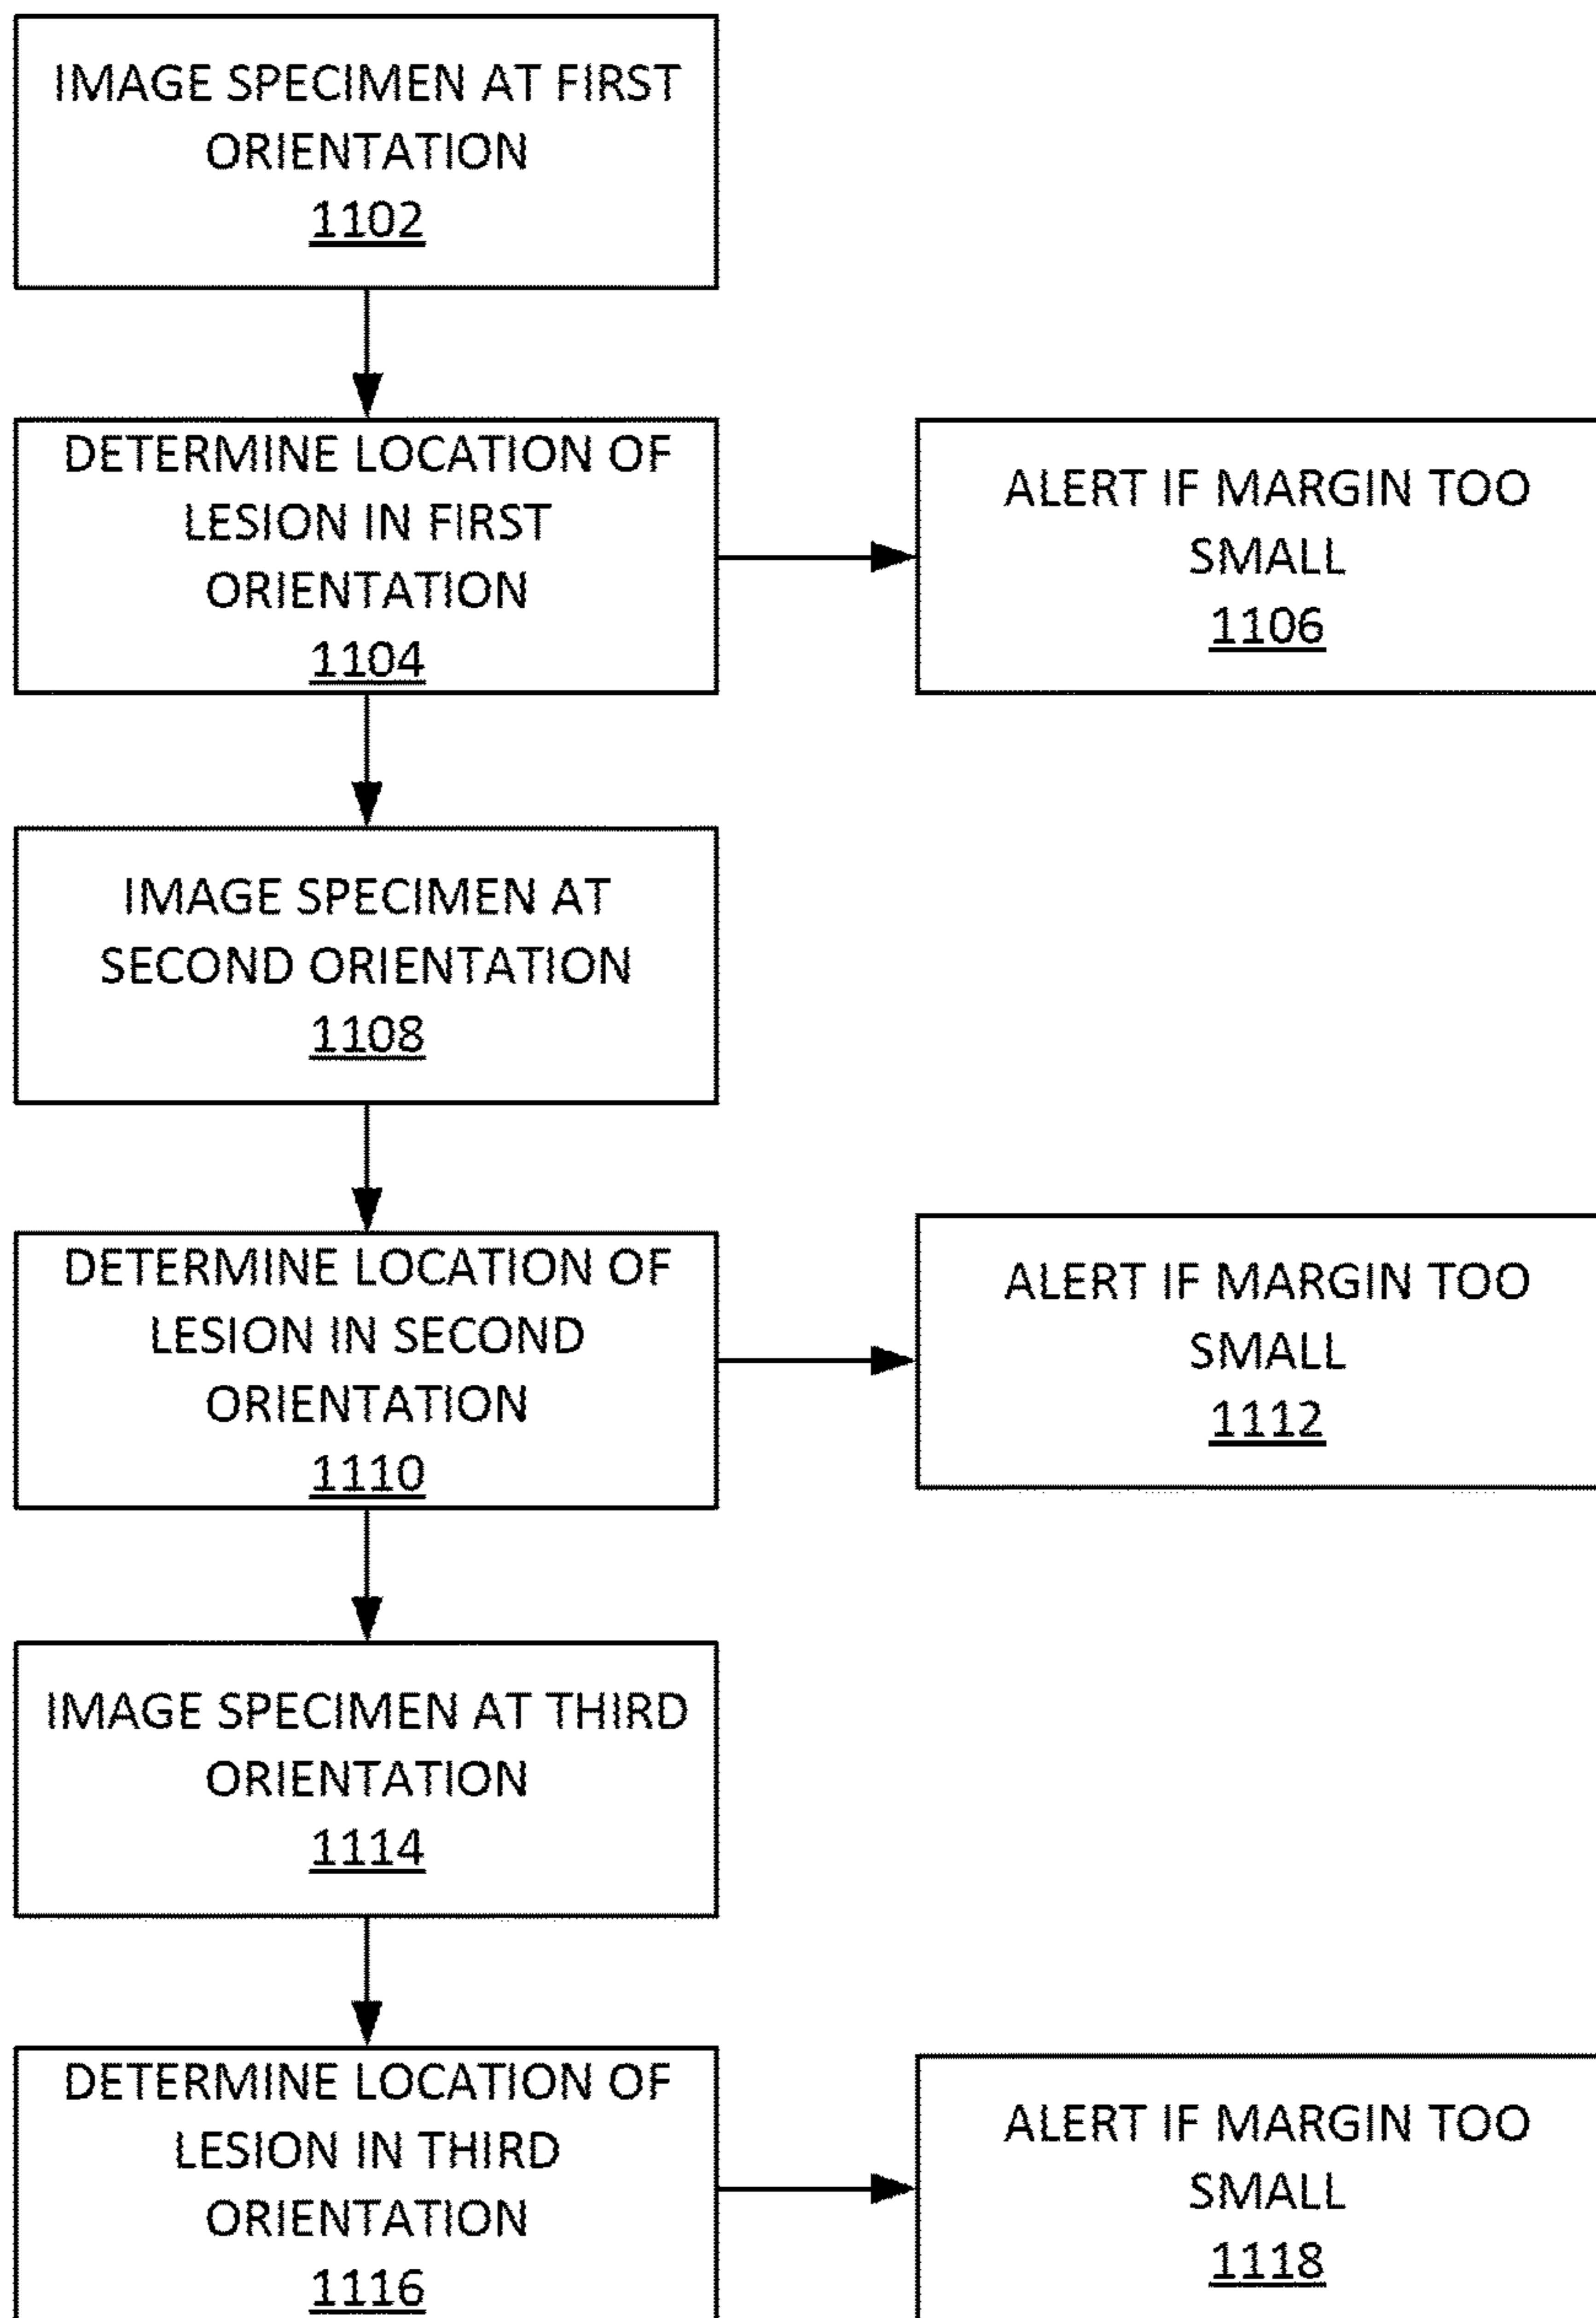 IMAGE SPECIMEN AT FIRST
ORIENTATION
1102
DETERMINE LOCATION OF
LESION IN FIRST
ORIENTATION
1104
ALERT IF MARGIN TOO
SMALL
1106
IMAGE SPECIMEN AT
SECOND ORIENTATION
1108
DETERMINE LOCATION OF
LESION IN SECOND
ORIENTATION
1110
ALERT IF MARGIN TOO
SMALL
1112
IMAGE SPECIMEN AT THIRD
ORIENTATION
1114
DETERMINE LOCATION OF
LESION IN THIRD
ORIENTATION
1116
ALERT IF MARGIN TOO
SMALL
1118